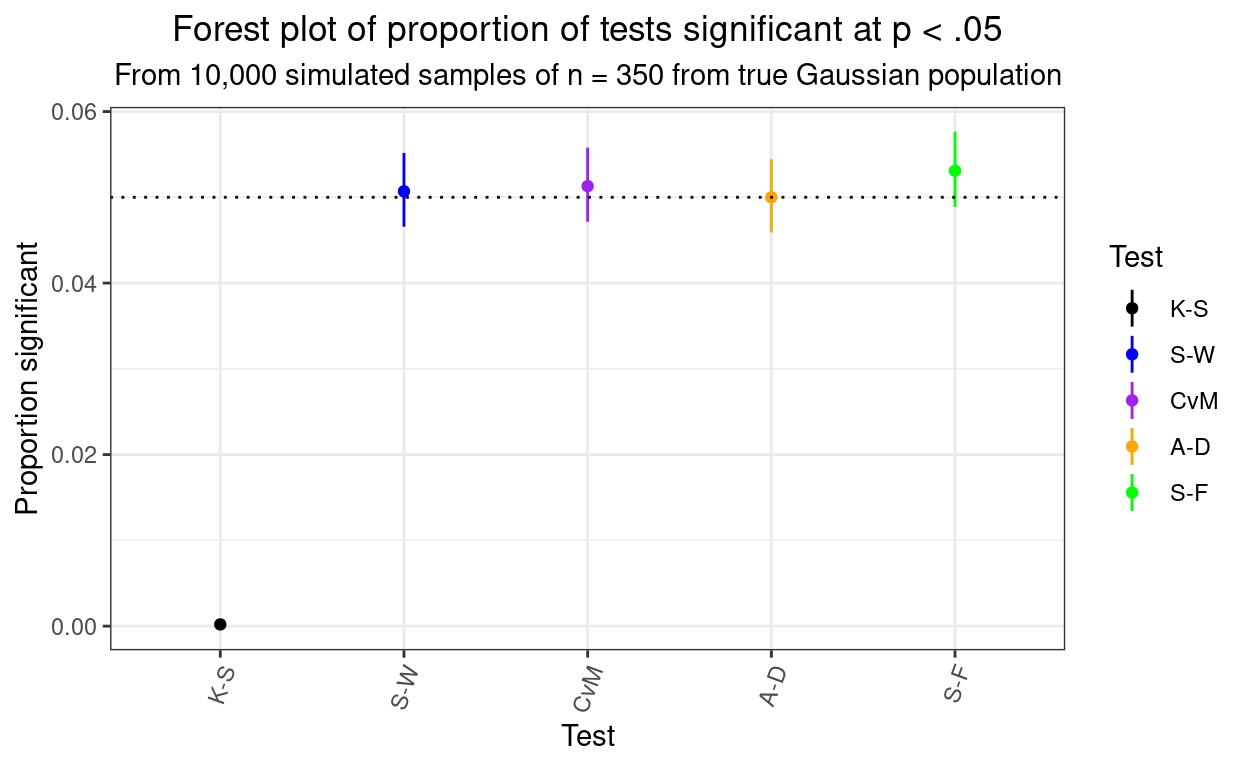 Forest plot of proportion of tests significant at p < .05
From 10,000 simulated samples of n = 350 from true Gaussian population
Proportion significant
0.06
0.04
0.02
0.00
K-S
S-W
CvM
A-D
S-F
Test
Test
K-S
S-W
CvM
A-D
S-F